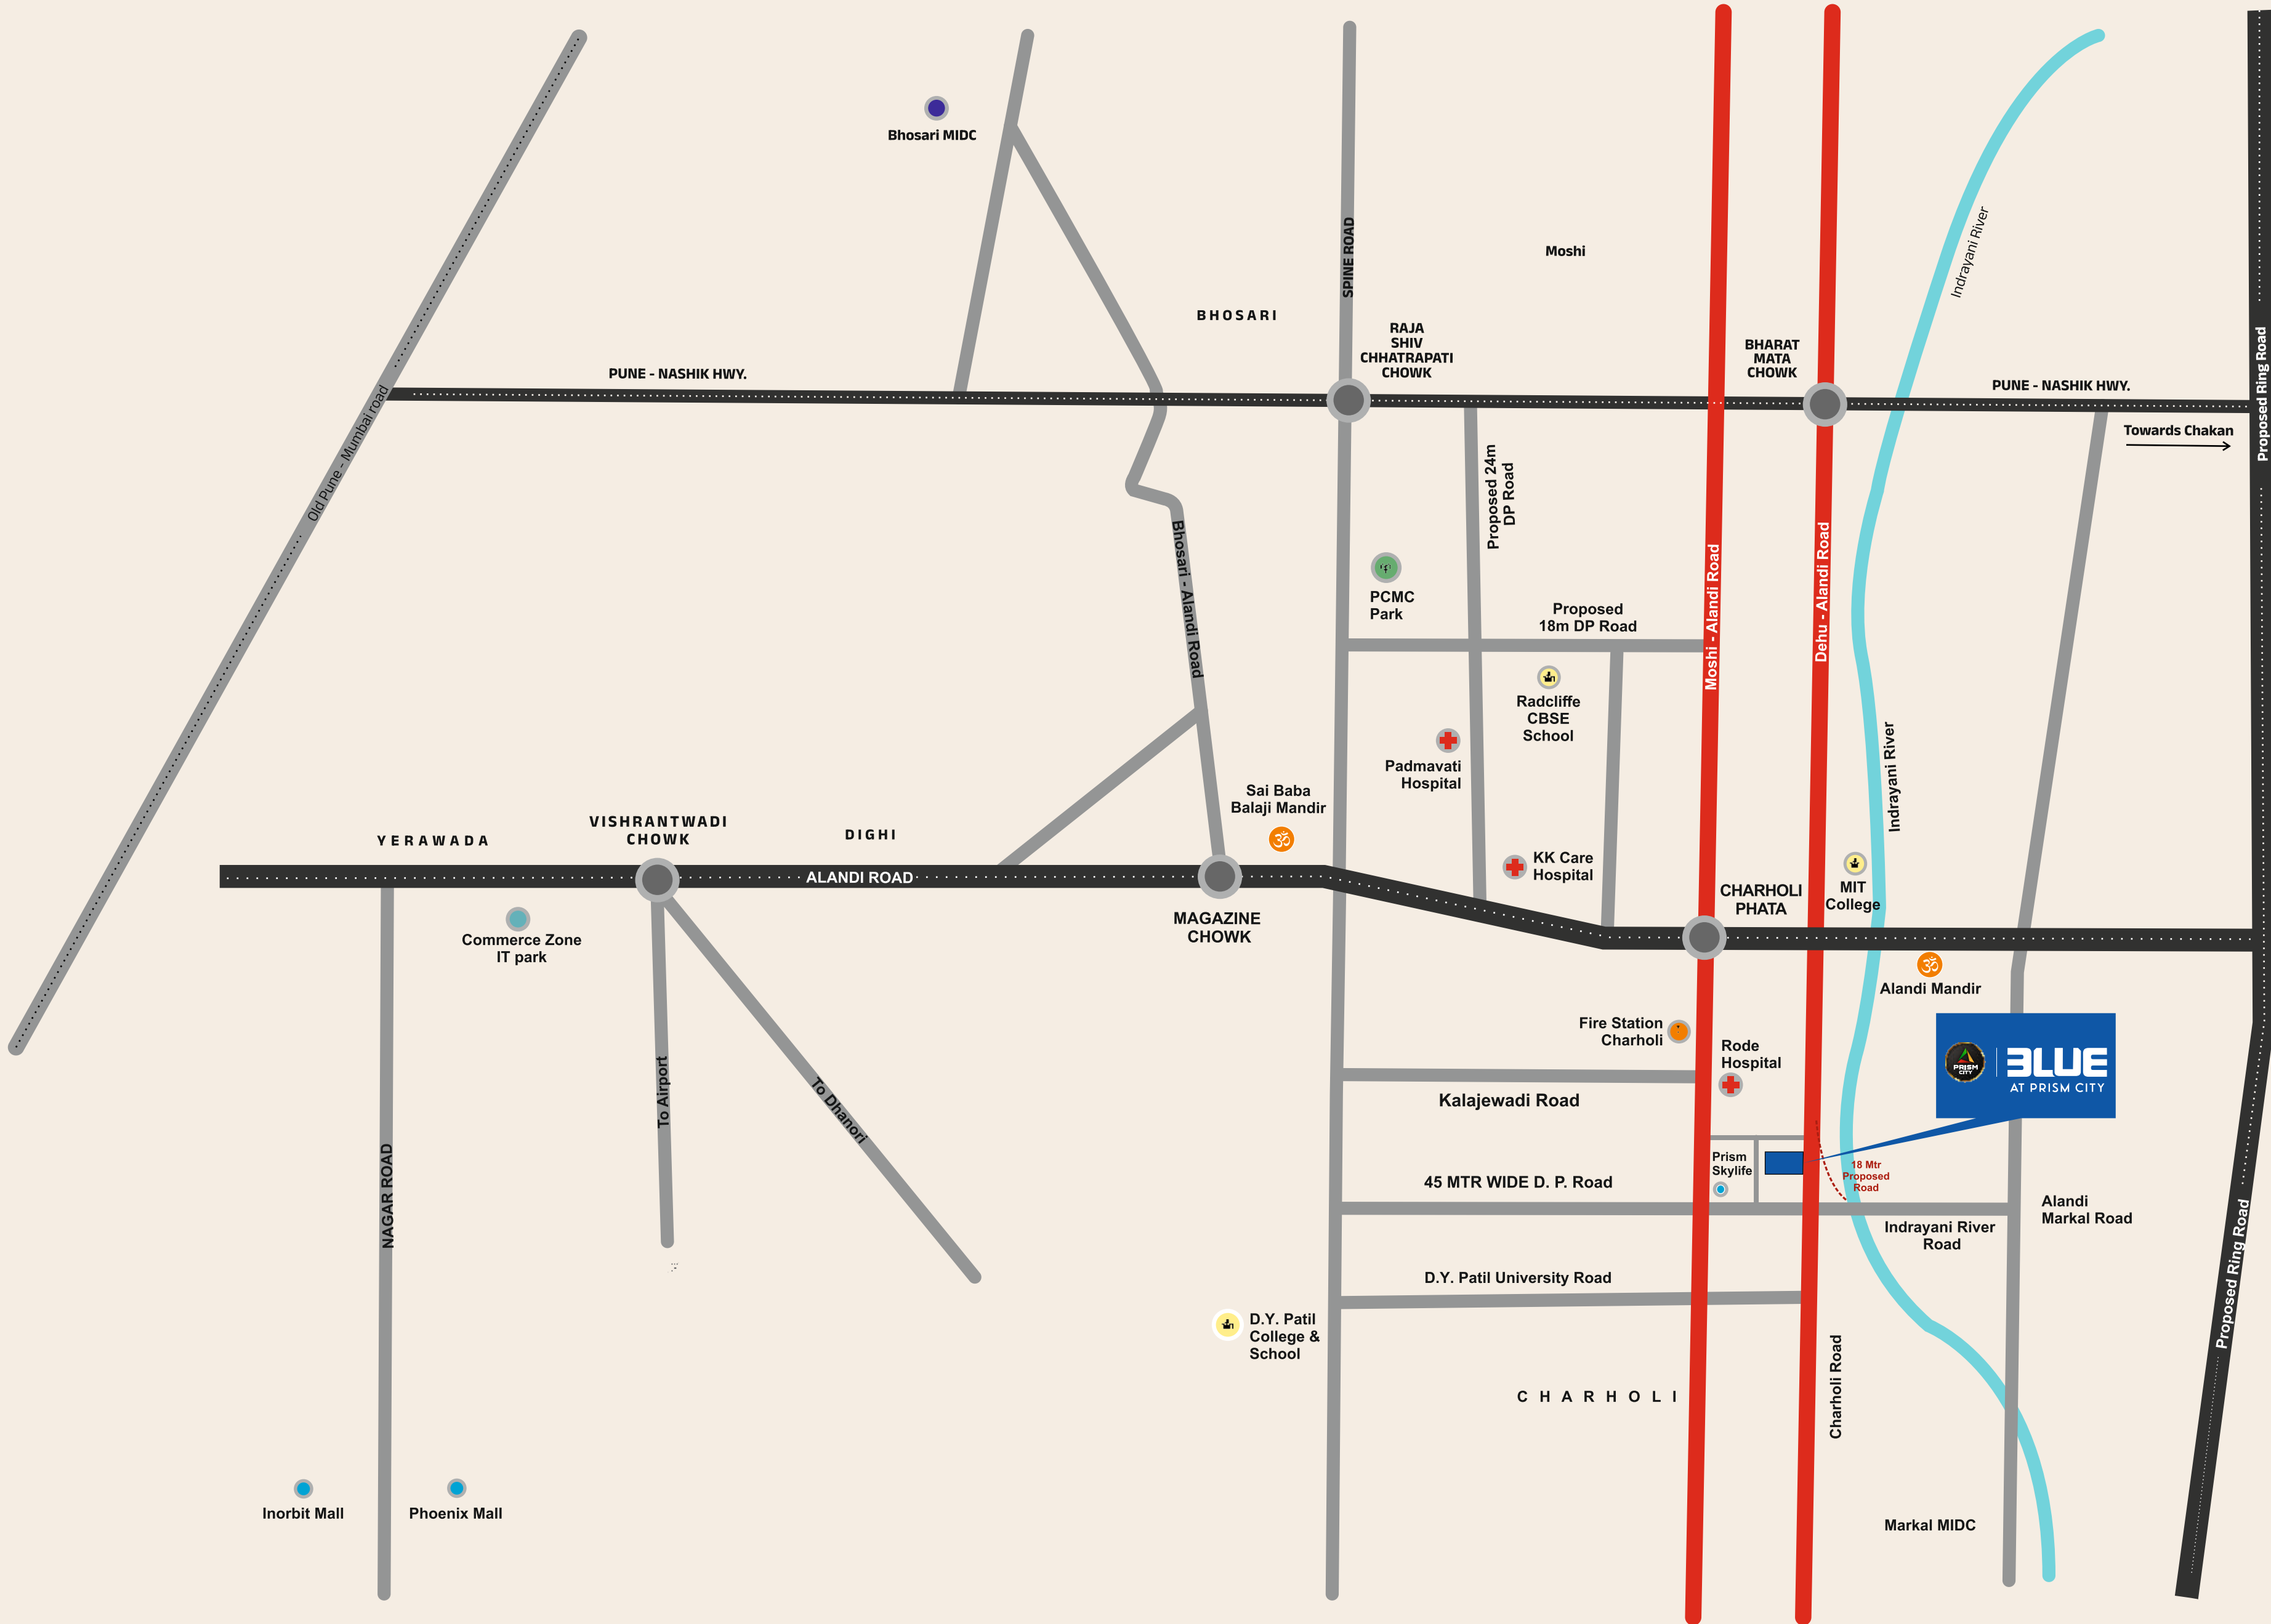 Bhosari MIDC
SPINE ROAD
Moshi
Indrayani River
BHOSARI
RAJA
SHIV
CHHATRAPATI
CHOWK
BHARAT
MATA
CHOWK
PUNE - NASHIK HWY.
PUNE - NASHIK HWY.
Towards Chakan
Proposed Ring Road
Old Pune - Mumbai road
Proposed 24m
DP Road
Bhosari - Alandi Road
Moshi - Alandi Road
Dehu - Alandi Road
PCMC
Park
Proposed
18m DP Road
Radcliffe
CBSE
School
Padmavati
Hospital
Indrayani River
Sai Baba
Balaji Mandir
ॐ
YERAWADA
VISHRANTWADI
CHOWK
DIGHI
ALANDI ROAD
KK Care
Hospital
MIT
College
CHARHOLI
PHATA
MAGAZINE
CHOWK
Commerce Zone
IT park
ॐ
Alandi Mandir
Fire Station
Charholi
Rode
Hospital
PRISM
CITY
BLUE
AT PRISM CITY
To Airport
To Dhanori
Kalajewadi Road
Prism
Skylife
18 Mtr
Proposed
Road
45 MTR WIDE D. P. Road
NAGAR ROAD
Alandi
Markal Road
Indrayani River
Road
Proposed Ring Road
D.Y. Patil University Road
D.Y. Patil
College &
School
CHARHOLI
Charholi Road
Inorbit Mall
Phoenix Mall
Markal MIDC